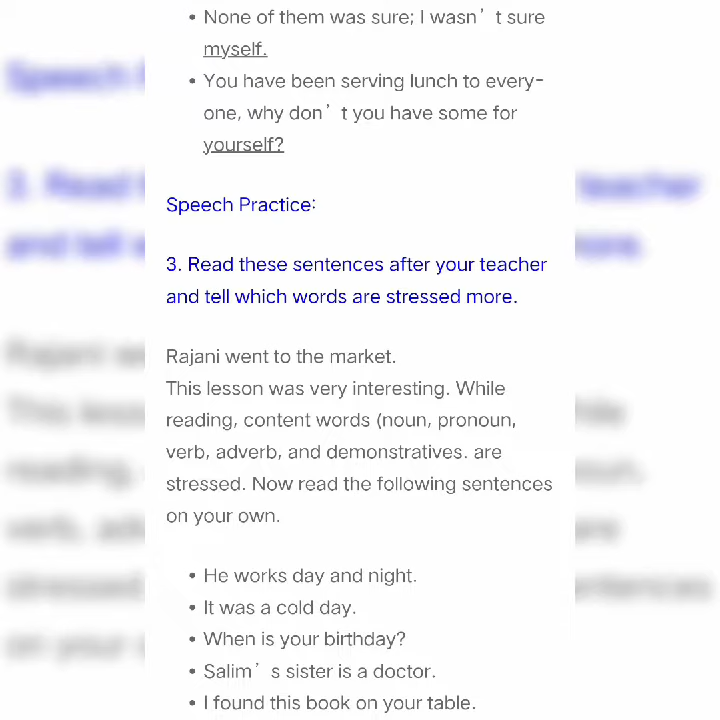 • None of them was sure; I wasn’ t sure
myself.
• You have been serving lunch to every-
one, why don’ t you have some for
yourself?
Speech Practice:
3. Read these sentences after your teacher
and tell which words are stressed more.
Rajani went to the market.
This lesson was very interesting. While
reading, content words (noun, pronoun,
verb, adverb, and demonstratives. are
stressed. Now read the following sentences
on your own.
• He works day and night.
• It was a cold day.
• When is your birthday?
• Salim’ s sister is a doctor.
• I found this book on your table.